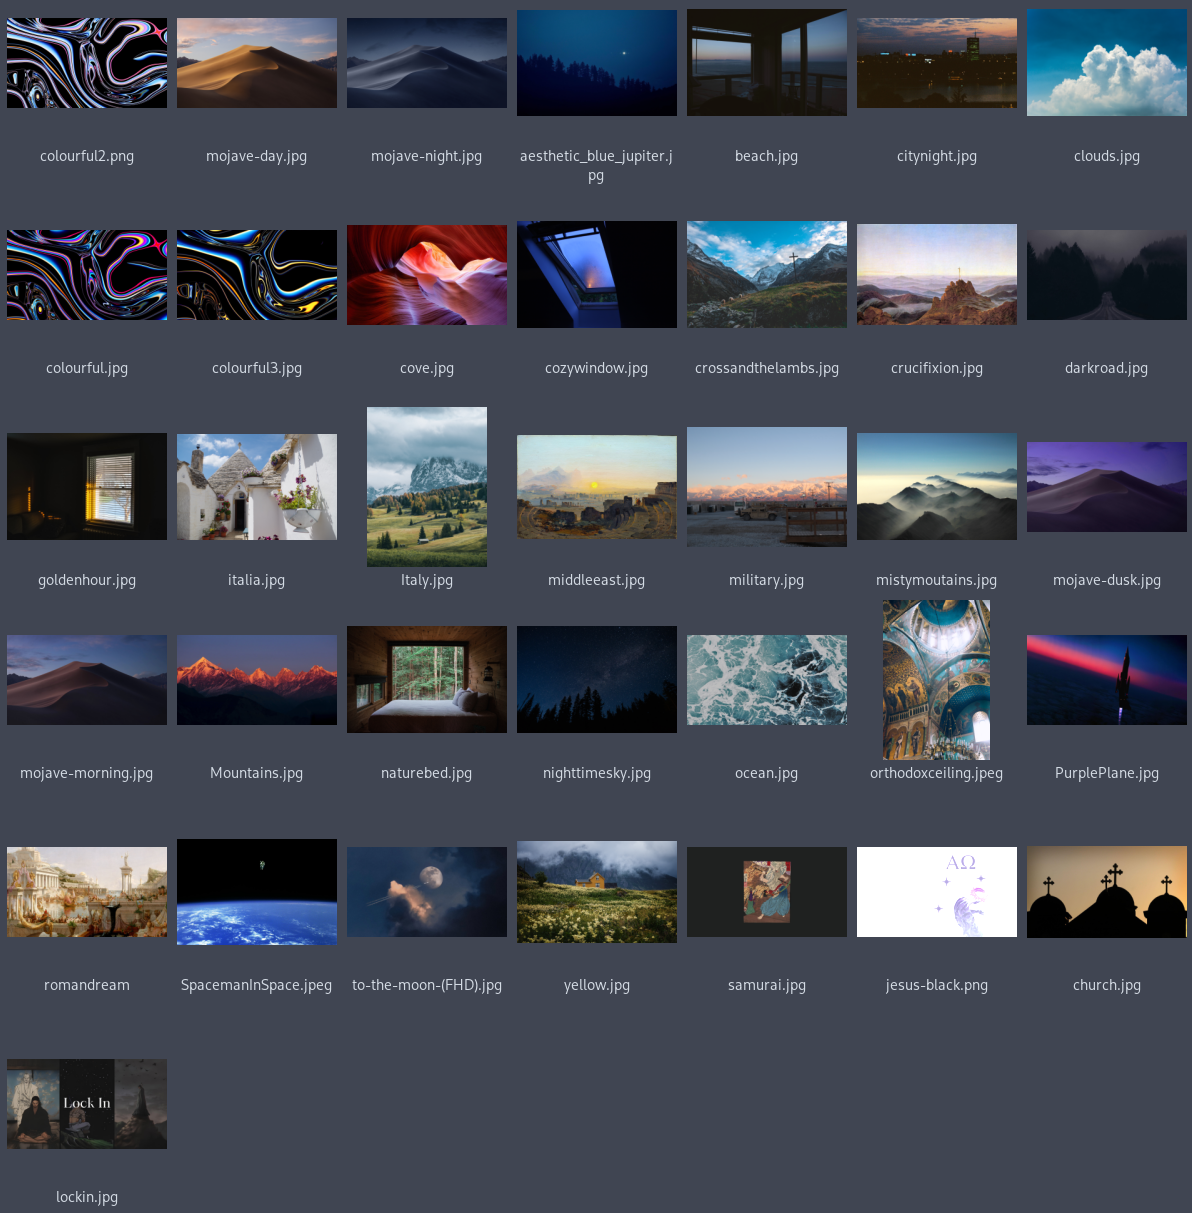 colourful2.png
mojave-day.jpg
mojave-night.jpg
aesthetic_blue_jupiter.j
pg
beach.jpg
citynight.jpg
clouds.jpg
colourful.jpg
colourful3.jpg
cove.jpg
cozywindow.jpg
crossandthelambs.jpg
crucifixion.jpg
darkroad.jpg
goldenhour.jpg
italia.jpg
Italy.jpg
middleeast.jpg
military.jpg
mistymoutains.jpg
mojave-dusk.jpg
mojave-morning.jpg
Mountains.jpg
naturebed.jpg
nighttimesky.jpg
ocean.jpg
orthodoxceiling.jpeg
PurplePlane.jpg
ΑΩ
romandream
SpacemanInSpace.jpeg
to-the-moon-(FHD).jpg
yellow.jpg
samurai.jpg
jesus-black.png
church.jpg
Lock In
lockin.jpg